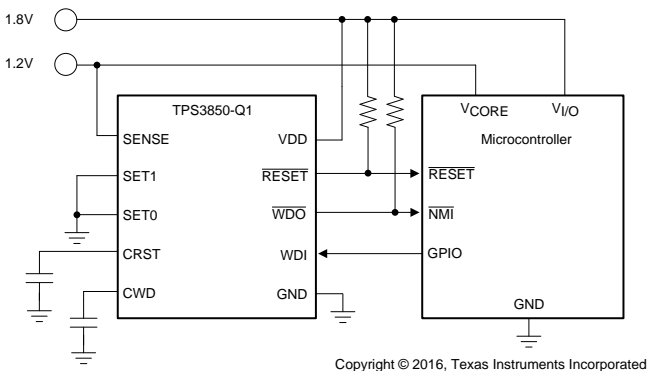 1.8V
1.2V
TPS3850-Q1
SENSE
SET1
SET0
CRST
CWD
VDD
RESET
WDO
WDI
GND
VCORE
VI/O
Microcontroller
RESET
NMI
GPIO
GND
Copyright © 2016, Texas Instruments Incorporated